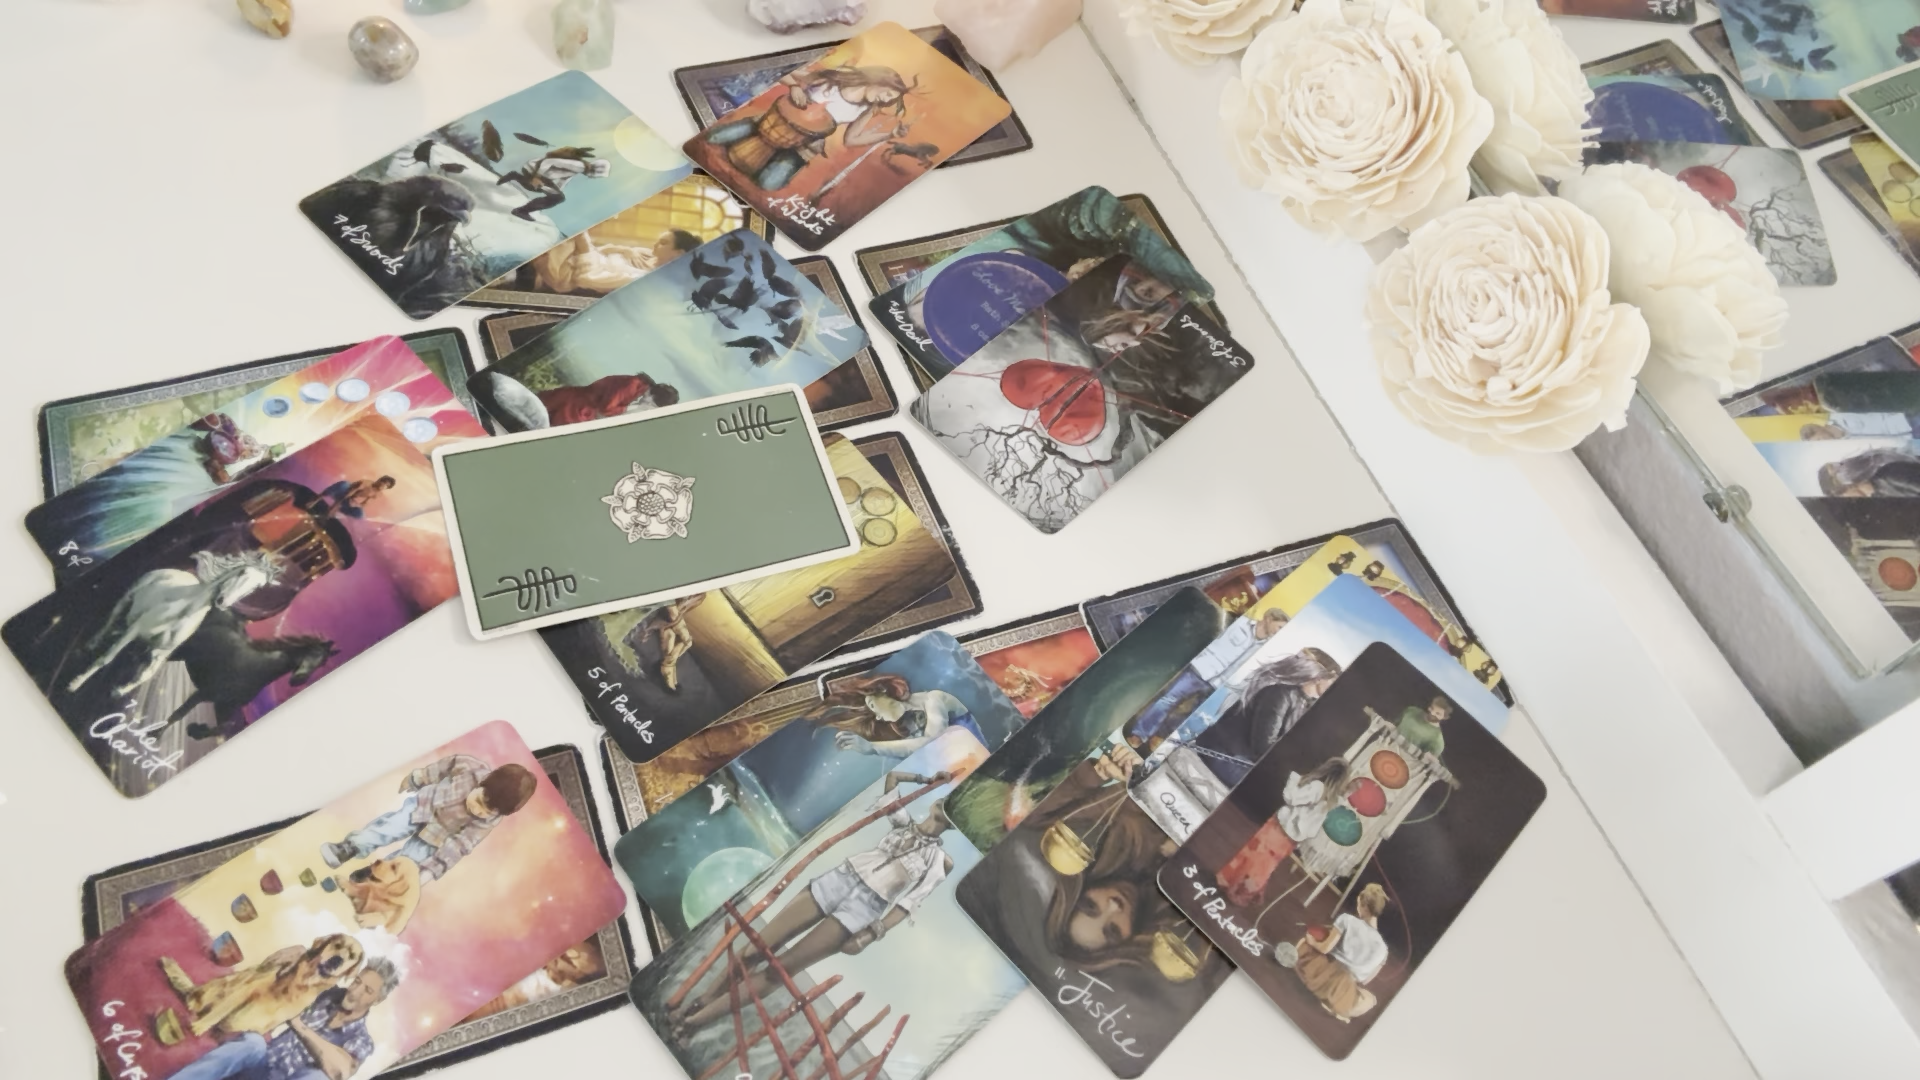 Knight
of Wands
7 of Swords
The Devil
3 of Swords
8 of
7. The
Chariot
5 of Pentacles
Queen
3 of Pentacles
11 Justice
6 of Cups